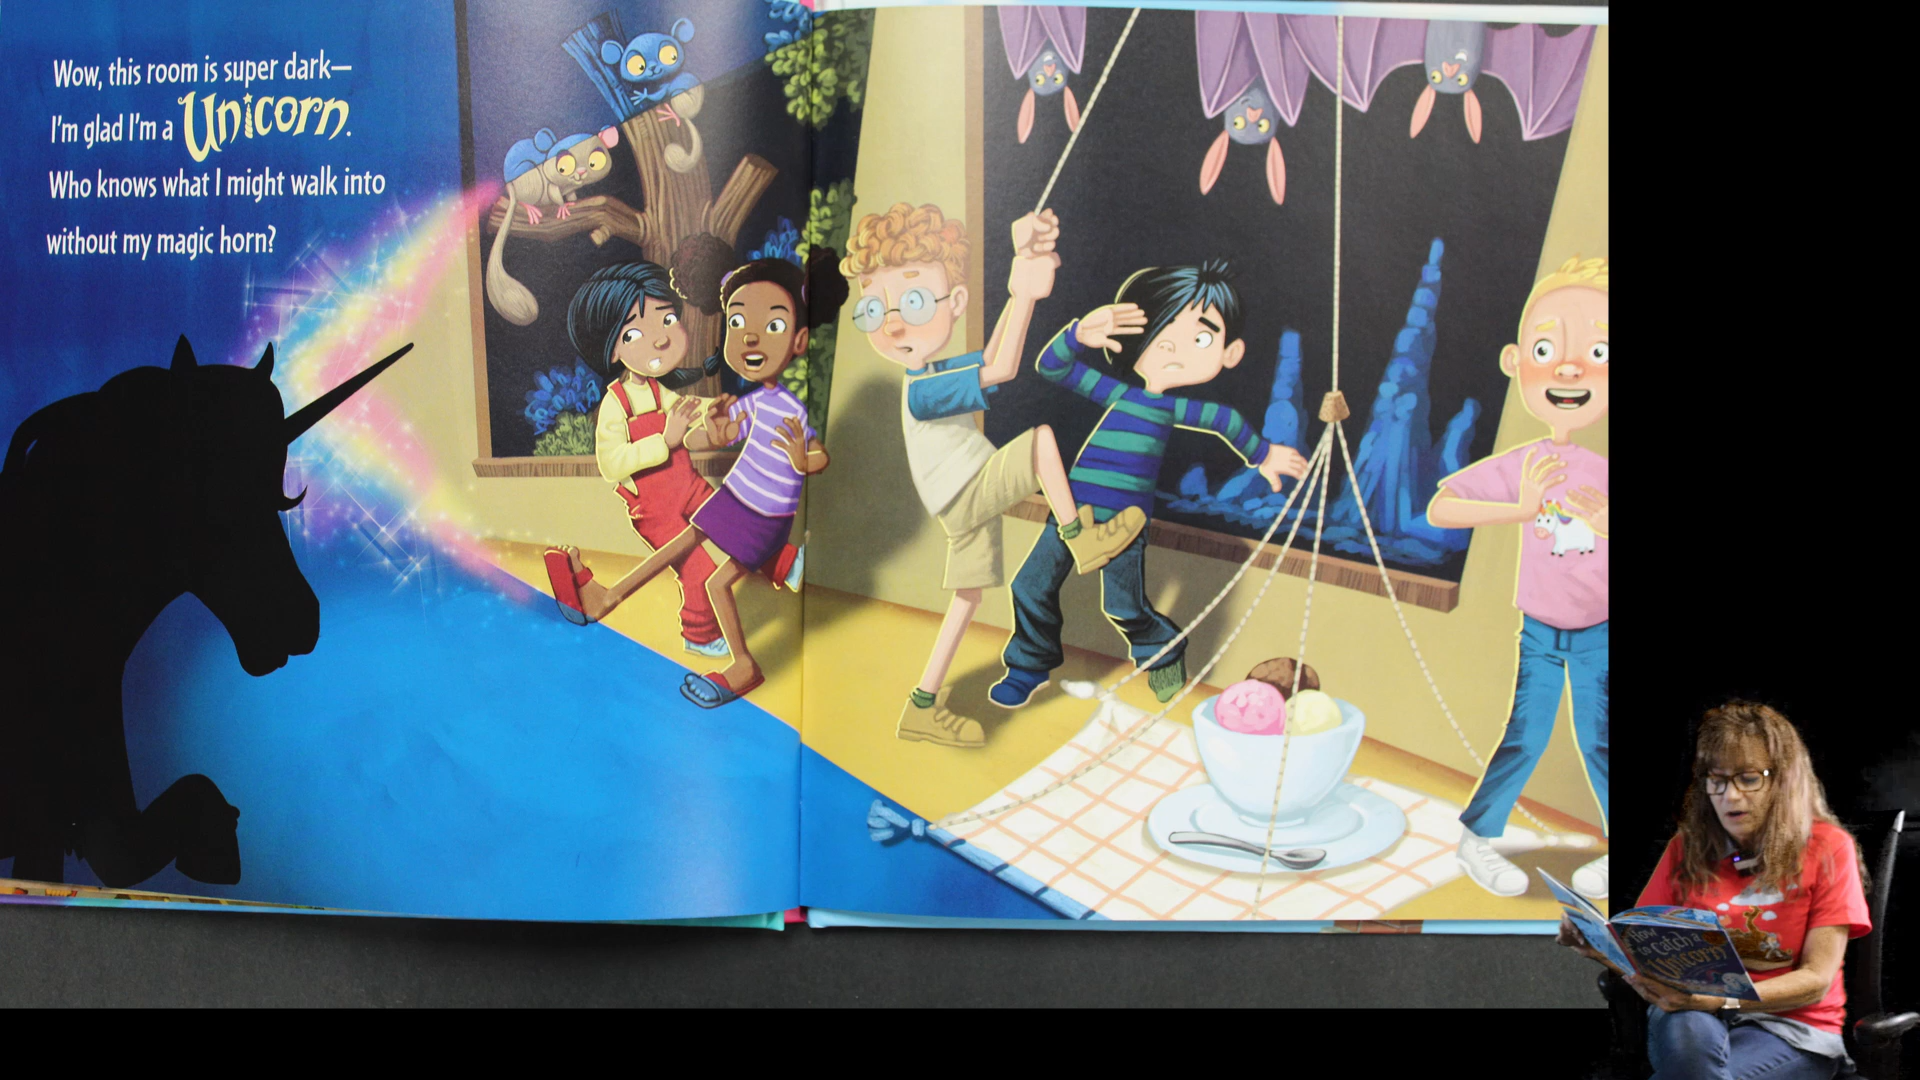 Wow, this room is super dark—
I'm glad I'm a Unicorn.
Who knows what I might walk into
without my magic horn?
How
to Catch a
Unicorn